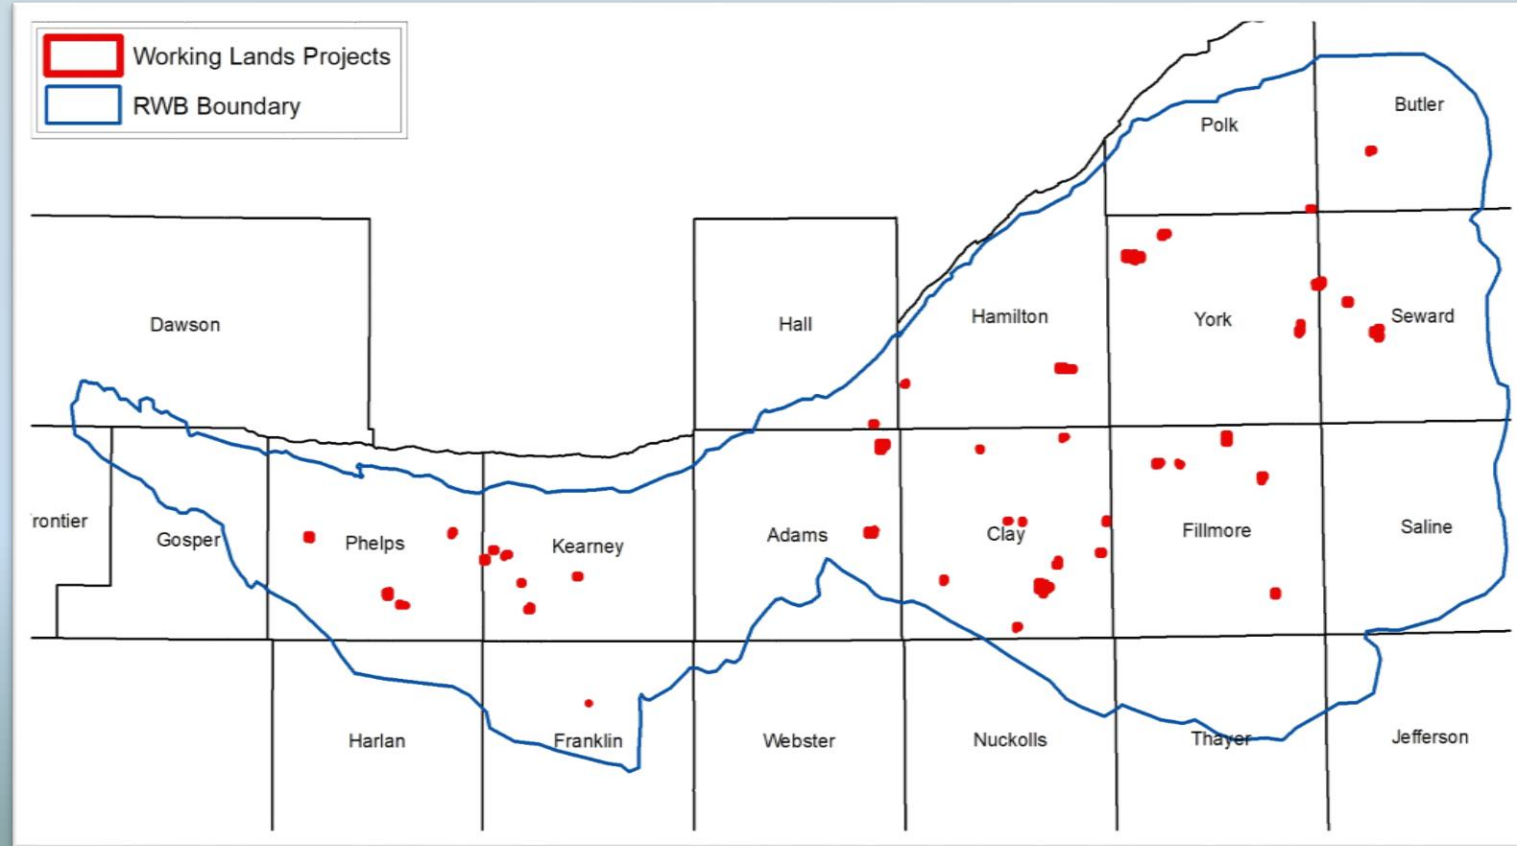 Working Lands Projects
RWB Boundary
Butler
Polk
Dawson
Hall
Hamilton
York
Seward
rontier
Gosper
Phelps
Kearney
Adams
Clay
Fillmore
Saline
Harlan
Franklin
Webster
Nuckolls
Thayer
Jefferson